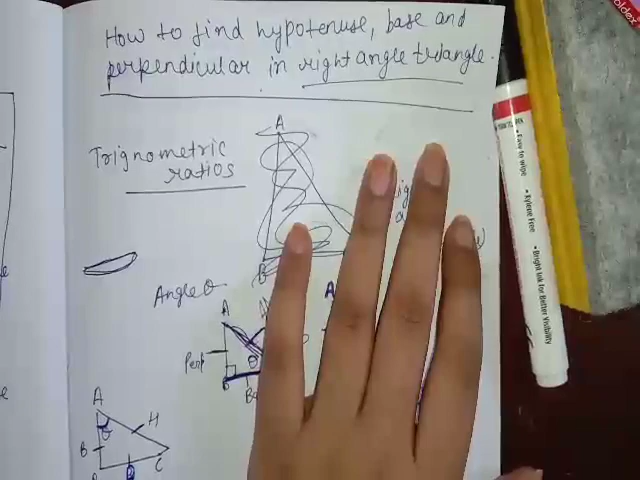 How to find hypotenuse, base and
perpendicular in right angle triangle.
A
Trignometric
ratios
B
Angle θ
A
A
Perp
θ
B
A
θ
H
B
C
• Easy to wipe
• Xylene Free
• Bright Ink for Better
Visibility